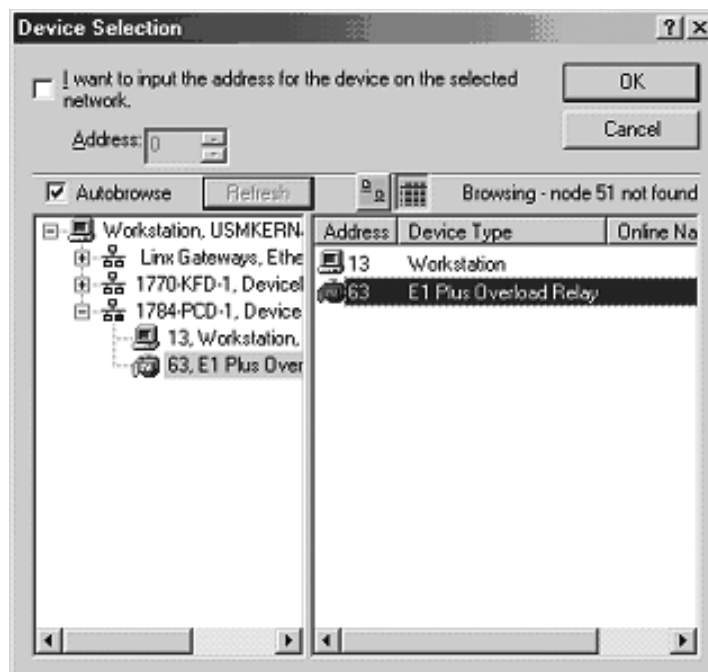 Device Selection
I want to input the address for the device on the selected
network.
OK
Cancel
Address: 0
Autobrowse Refresh Browsing - node 51 not found
Workstation, USMKERN-
Linx Gateways, Ethe
1770-KFD-1, Devicel
1784-PCD-1, Device
13, Workstation,
63, E1 Plus Over
Address Device Type Online Na
13 Workstation
63 E1 Plus Overload Relay